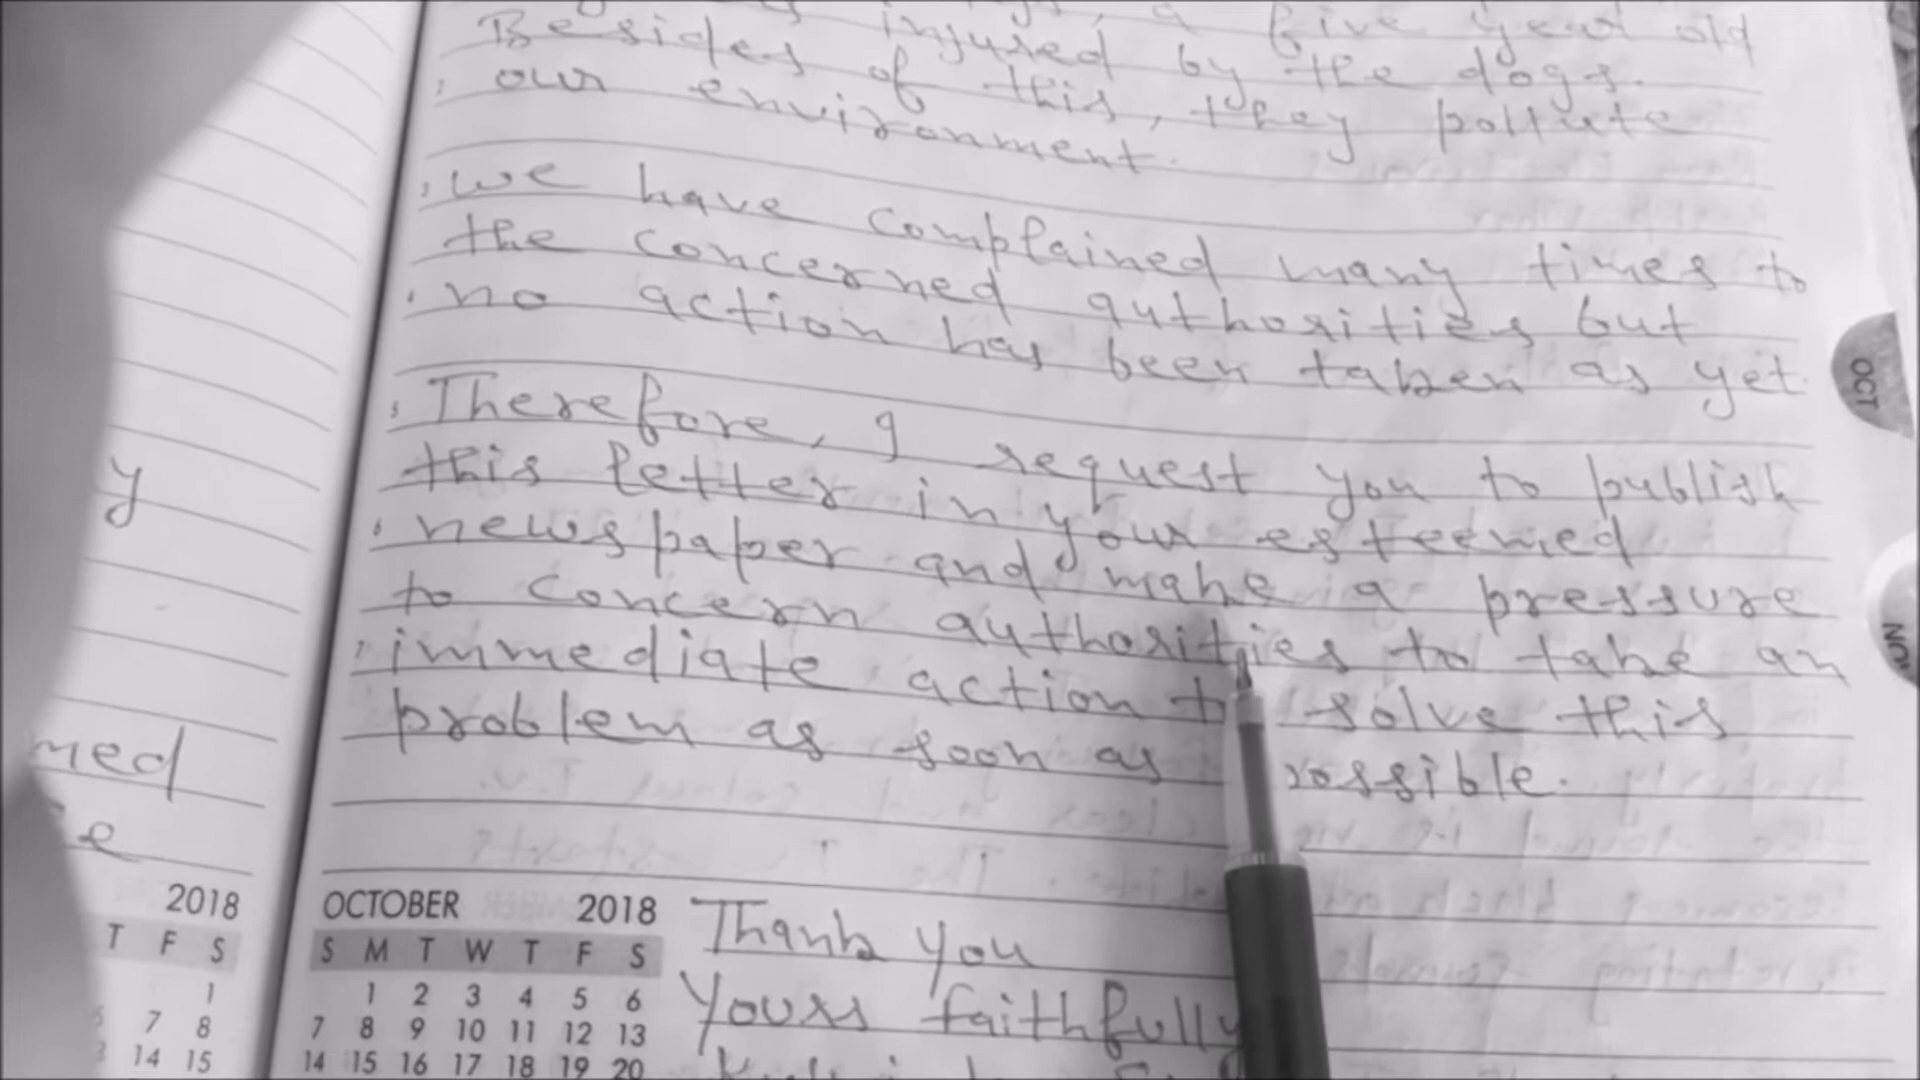 a five year old
injured by the dogs.
Besides of this, they pollute
our environment.
we have complained many times to
the concerned authorities but
no action has been taken as yet.
Therefore, I request you to publish
this letter in your esteemed
newspaper and make a pressure
to concern authorities to take an
immediate action to solve this
problem as soon as possible.
Thank you
Yours faithfully
OCTOBER 2018
S M T W T F S
1 2 3 4 5 6
7 8 9 10 11 12 13
14 15 16 17 18 19 20
OCT
y
med
e
2018
T F S
1
7 8
14 15